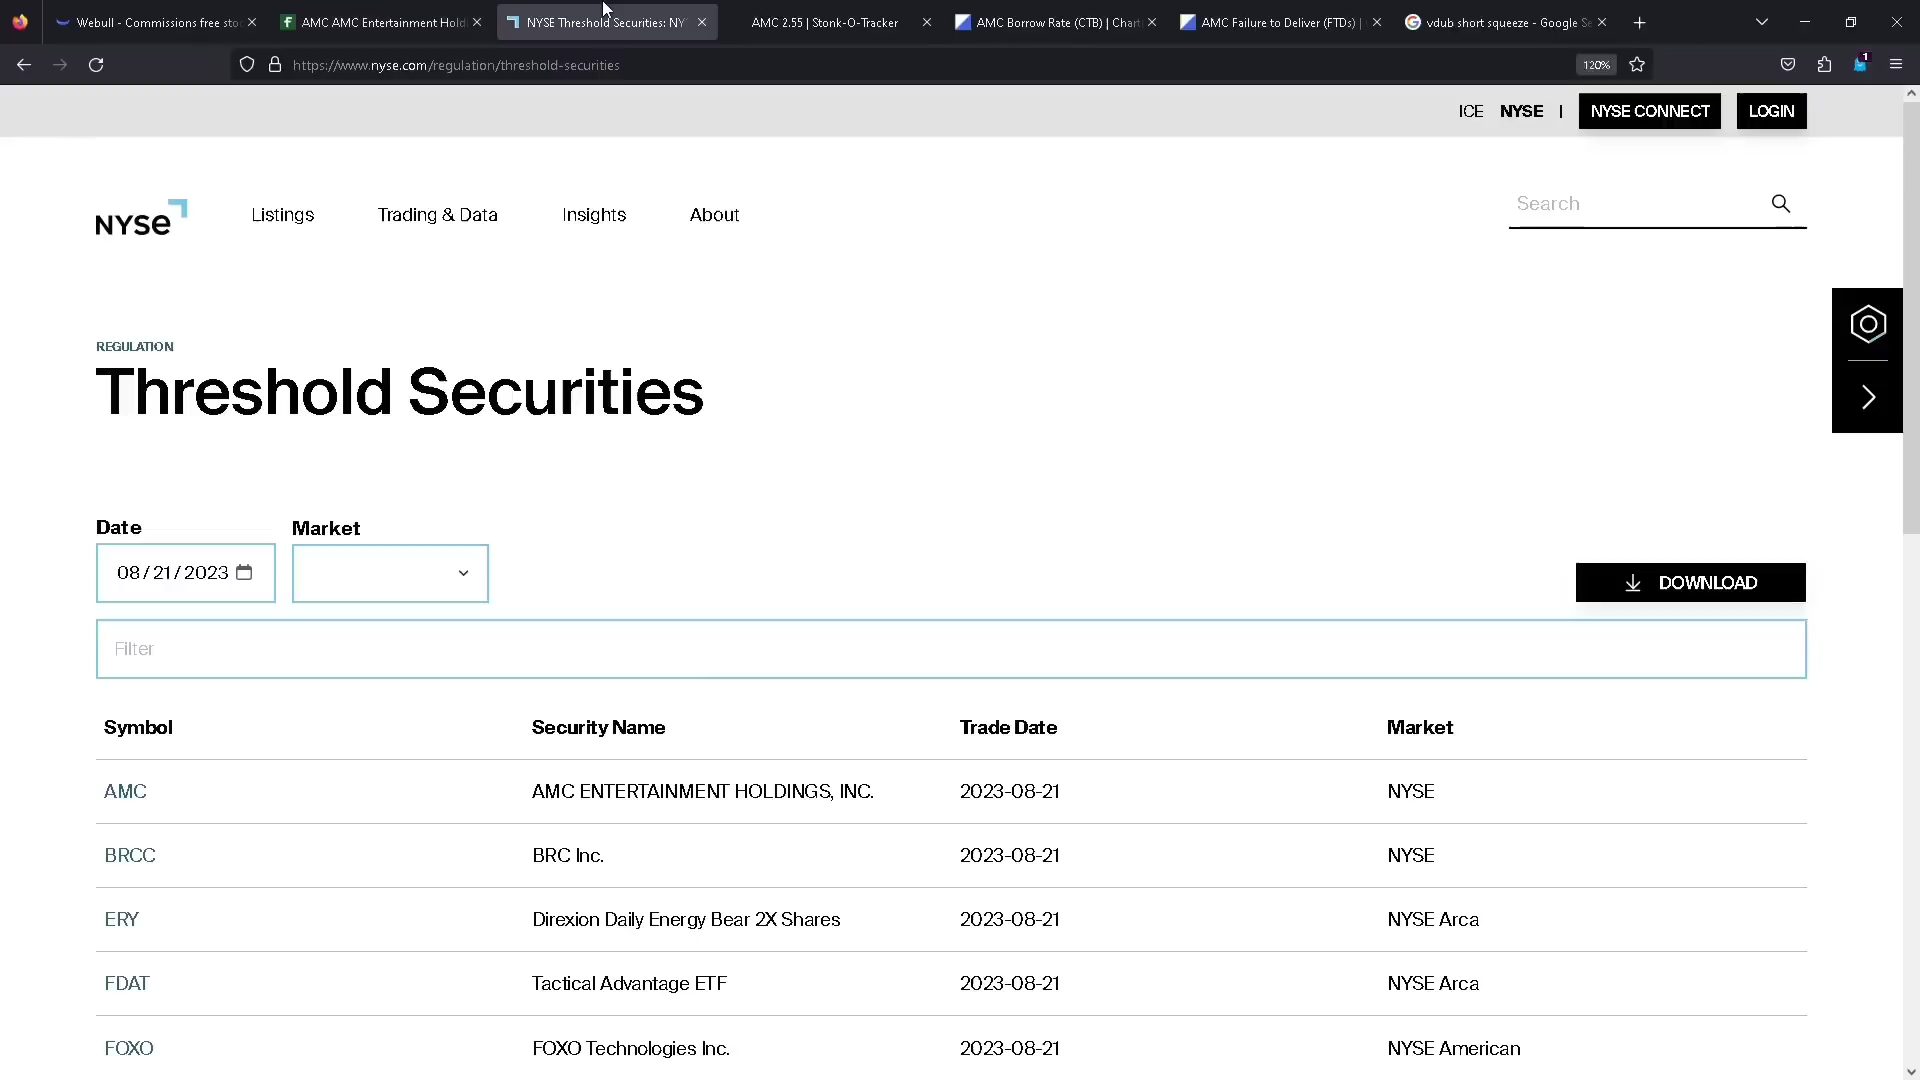 Webull - Commissions free sto
AMC AMC Entertainment Hold
NYSE Threshold Securities: NY
AMC 2.55 | Stonk-O-Tracker
AMC Borrow Rate (CTB) | Chart
AMC Failure to Deliver (FTDs) |
vdub short squeeze - Google Se
https://www.nyse.com/regulation/threshold-securities
120%
1
ICE NYSE | NYSE CONNECT LOGIN
NYSE
Listings
Trading & Data
Insights
About
Search
REGULATION
Threshold Securities
Date
Market
08/21/2023
DOWNLOAD
Filter
Symbol Security Name Trade Date Market
AMC AMC ENTERTAINMENT HOLDINGS, INC. 2023-08-21 NYSE
BRCC BRC Inc. 2023-08-21 NYSE
ERY Direxion Daily Energy Bear 2X Shares 2023-08-21 NYSE Arca
FDAT Tactical Advantage ETF 2023-08-21 NYSE Arca
FOXO FOXO Technologies Inc. 2023-08-21 NYSE American